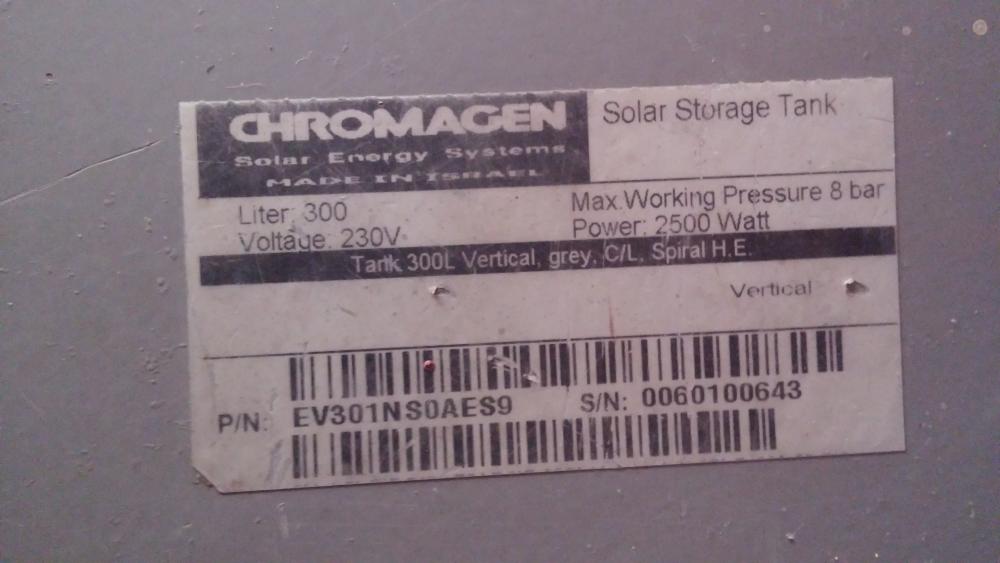 CHROMAGEN
Solar Energy Systems
MADE IN ISRAEL
Solar Storage Tank
Liter: 300
Voltage: 230V
Max.Working Pressure 8 bar
Power: 2500 Watt
Tank 300L Vertical, grey, C/L, Spiral H.E.
Vertical
P/N: EV301NS0AES9
S/N: 0060100643